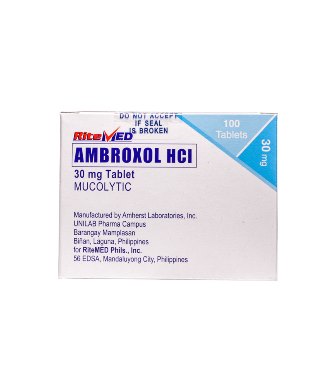 DO NOT ACCEPT
IF SEAL
IS BROKEN
RiteMED
100
Tablets
30 mg
AMBROXOL HCl
30 mg Tablet
MUCOLYTIC
Manufactured by Amherst Laboratories, Inc.
UNILAB Pharma Campus
Barangay Mamplasan
Biñan, Laguna, Philippines
for RiteMED Phils., Inc.
56 EDSA, Mandaluyong City, Philippines